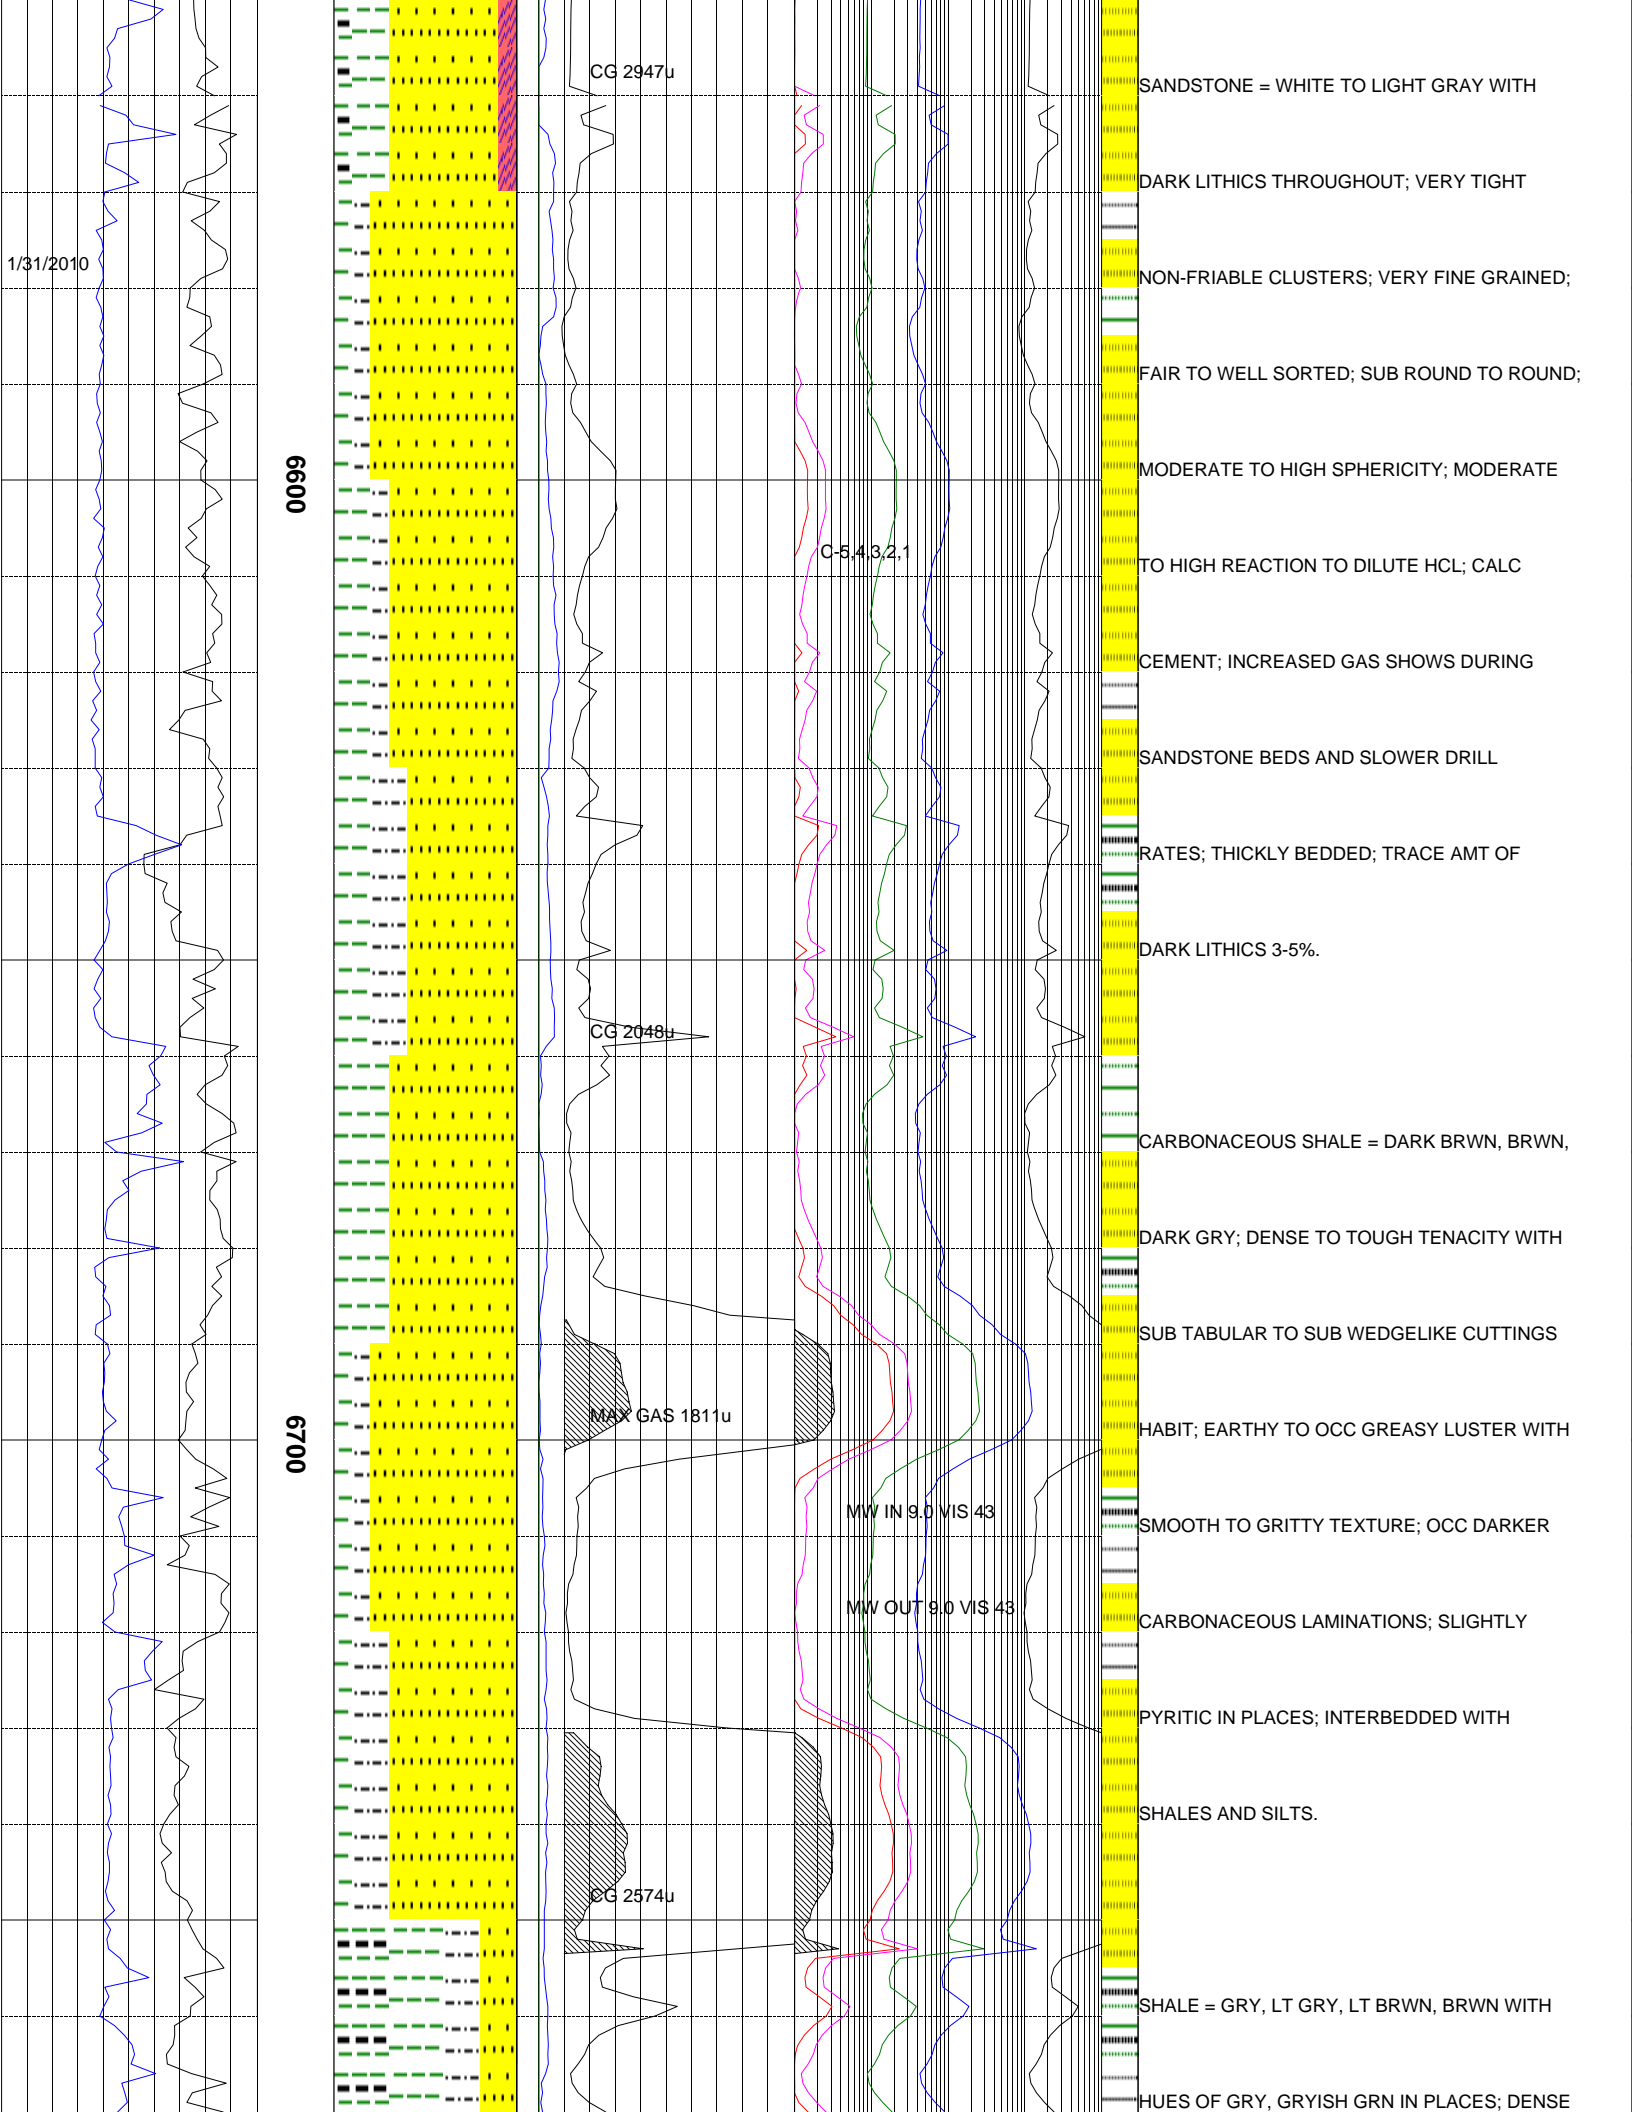 CG 2947u
SANDSTONE = WHITE TO LIGHT GRAY WITH
DARK LITHICS THROUGHOUT; VERY TIGHT
1/31/2010
NON-FRIABLE CLUSTERS; VERY FINE GRAINED;
FAIR TO WELL SORTED; SUB ROUND TO ROUND;
6600
MODERATE TO HIGH SPHERICITY; MODERATE
C-5,4,3,2,1
TO HIGH REACTION TO DILUTE HCL; CALC
CEMENT; INCREASED GAS SHOWS DURING
SANDSTONE BEDS AND SLOWER DRILL
RATES; THICKLY BEDDED; TRACE AMT OF
DARK LITHICS 3-5%.
CG 2048u
CARBONACEOUS SHALE = DARK BRWN, BRWN,
DARK GRY; DENSE TO TOUGH TENACITY WITH
SUB TABULAR TO SUB WEDGELIKE CUTTINGS
MAX GAS 1811u
6700
HABIT; EARTHY TO OCC GREASY LUSTER WITH
MW IN 9.0 VIS 43
SMOOTH TO GRITTY TEXTURE; OCC DARKER
MW OUT 9.0 VIS 43
CARBONACEOUS LAMINATIONS; SLIGHTLY
PYRITIC IN PLACES; INTERBEDDED WITH
SHALES AND SILTS.
CG 2574u
SHALE = GRY, LT GRY, LT BRWN, BRWN WITH
HUES OF GRY, GRYISH GRN IN PLACES; DENSE